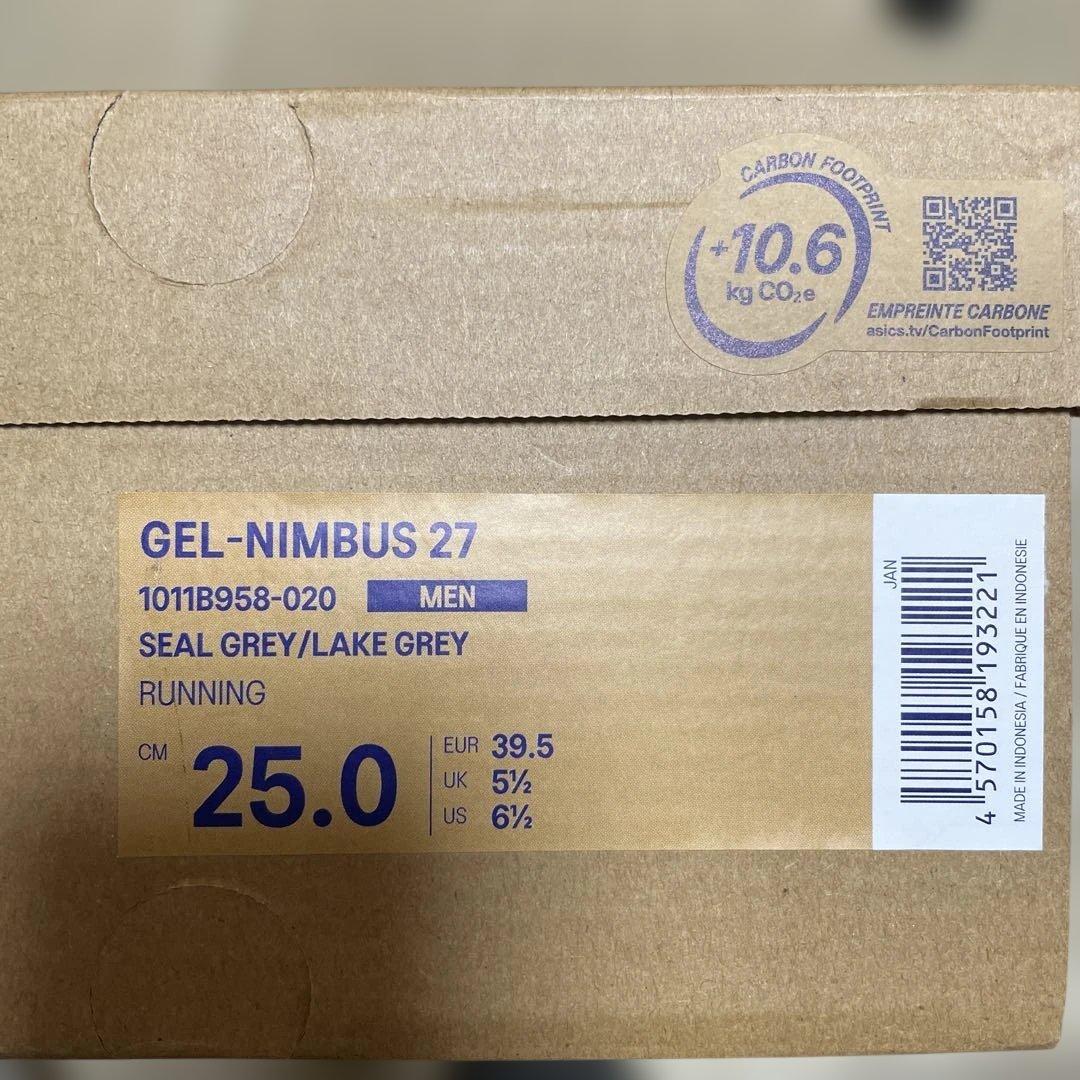 CARBON FOOTPRINT
+10.6
kg CO₂e
EMPREINTE CARBONE
asics.tv/CarbonFootprint
GEL-NIMBUS 27
1011B958-020 MEN
SEAL GREY/LAKE GREY
RUNNING
CM 25.0
EUR 39.5
UK 5½
US 6½
JAN
4 570158 193221
MADE IN INDONESIA / FABRIQUE EN INDONESIE